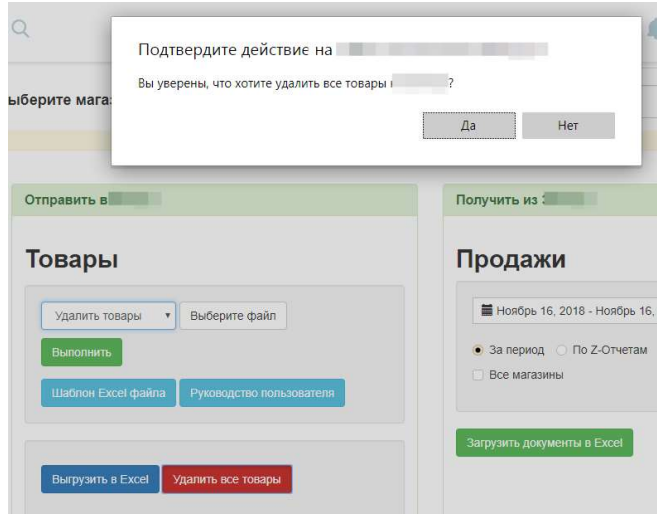 Подтвердите действие на
Вы уверены, что хотите удалить все товары ?
Да Нет
ыберите мага
Отправить в
Товары
Удалить товары Выберите файл
Выполнить
Шаблон Excel файла Руководство пользователя
Выгрузить в Excel Удалить все товары
Получить из
Продажи
Ноябрь 16, 2018 - Ноябрь 16,
За период По Z-Отчетам
Все магазины
Загрузить документы в Excel